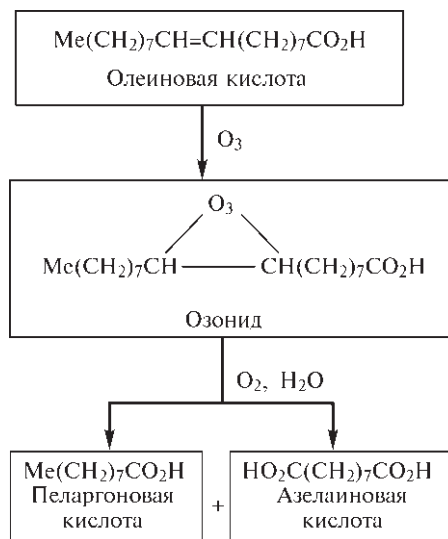 Me(CH₂)₇CH=CH(CH₂)₇CO₂H
Олеиновая кислота
O₃
O₃
Me(CH₂)₇CH CH(CH₂)₇CO₂H
Озонид
O₂, H₂O
Me(CH₂)₇CO₂H HO₂C(CH₂)₇CO₂H
Пеларгоновая + Азелаиновая
кислота кислота